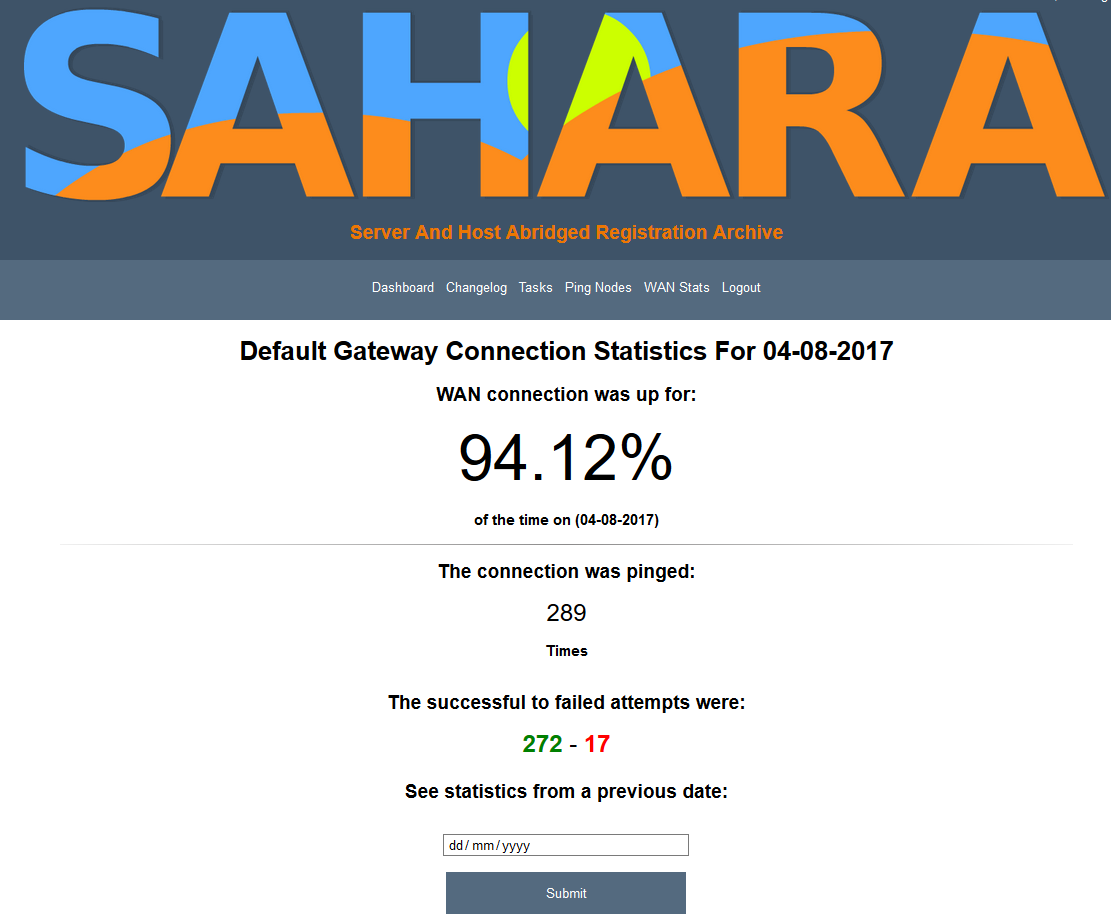 SAHARA
Server And Host Abridged Registration Archive
Dashboard Changelog Tasks Ping Nodes WAN Stats Logout
Default Gateway Connection Statistics For 04-08-2017
WAN connection was up for:
94.12%
of the time on (04-08-2017)
The connection was pinged:
289
Times
The successful to failed attempts were:
272 - 17
See statistics from a previous date:
dd/mm/yyyy
Submit